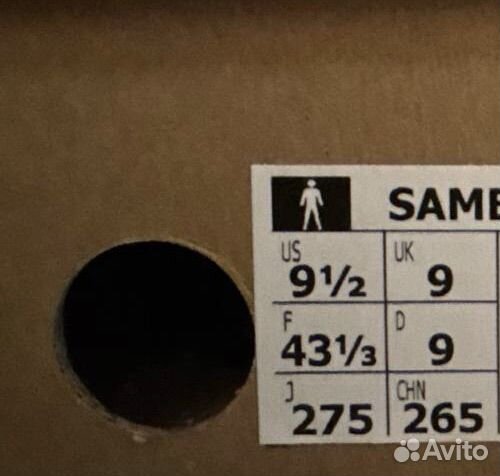 SAMB
US 9½ UK 9
F 43⅓ D 9
J 275 CHN 265
Avito